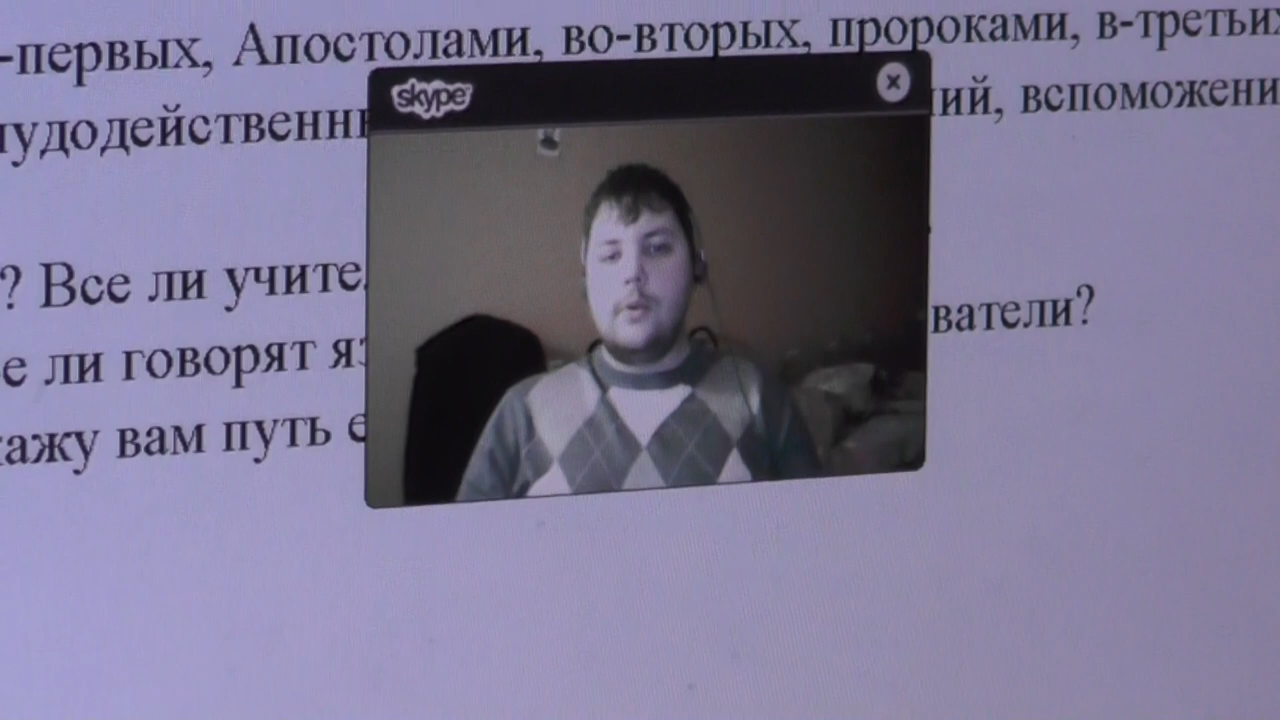 -первых, Апостолами, во-вторых, пророками, в-третьих
skype
чудодейственн ний, вспоможени
? Все ли учите ватели?
е ли говорят яз
кажу вам путь е